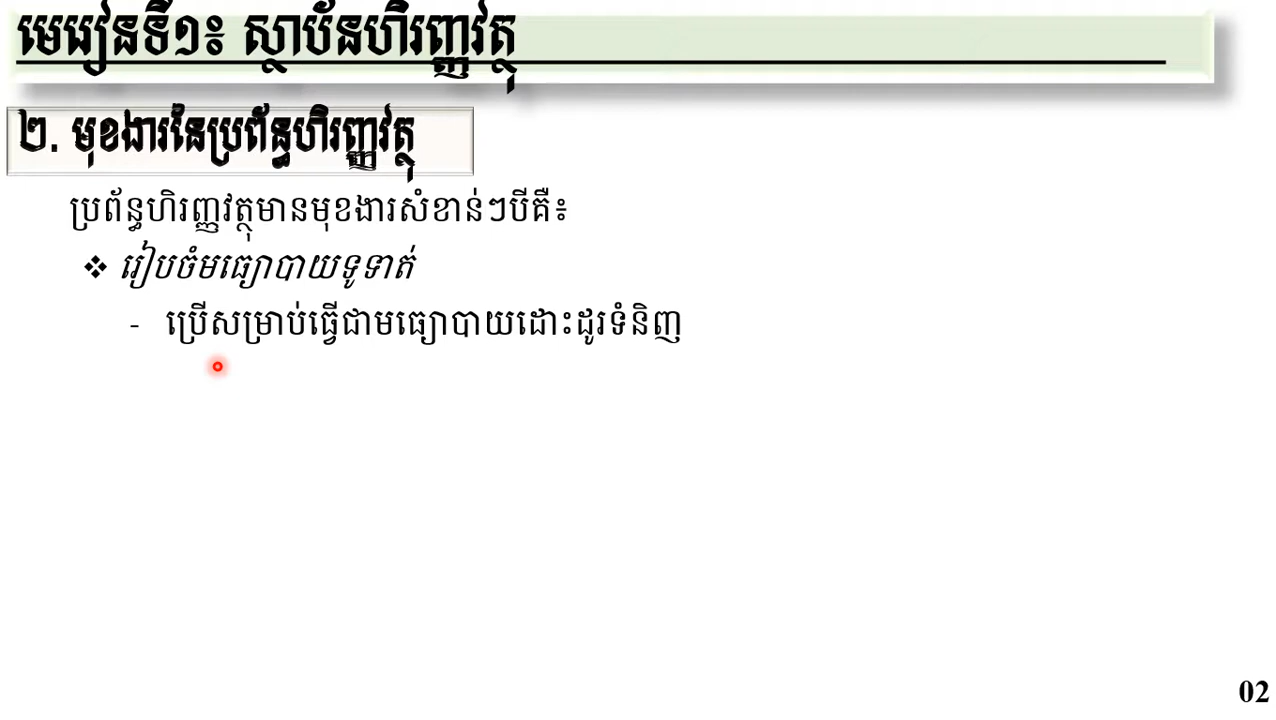 មេរៀនទី១៖ ស្ថាប័នហិរញ្ញវត្ថុ
២. មុខងារនៃប្រព័ន្ធហិរញ្ញវត្ថុ
ប្រព័ន្ធហិរញ្ញវត្ថុមានមុខងារសំខាន់ៗបីគឺ៖
❖ រៀបចំមធ្យោបាយទូទាត់
- ប្រើសម្រាប់ធ្វើជាមធ្យោបាយដោះដូរទំនិញ
02